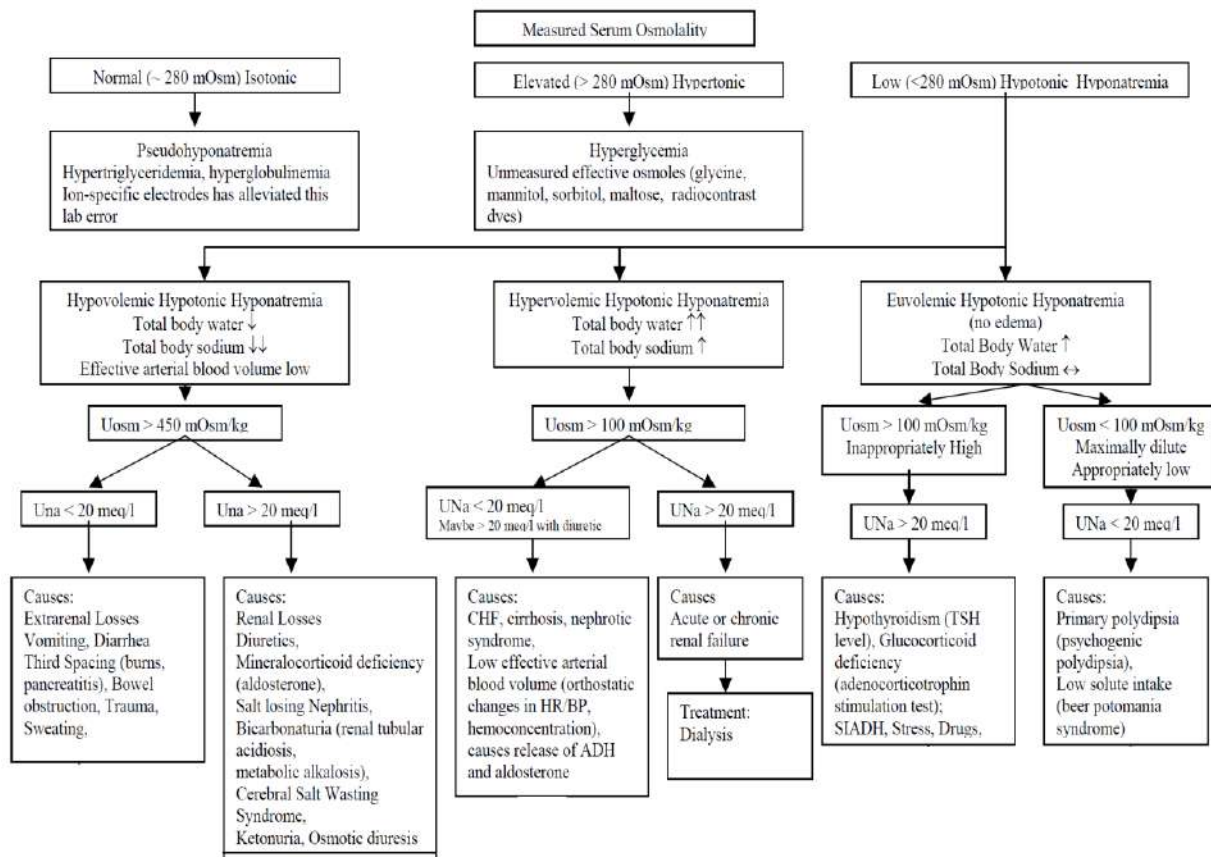 Measured Serum Osmolality
Normal (~ 280 mOsm) Isotonic
Elevated (> 280 mOsm) Hypertonic
Low (<280 mOsm) Hypotonic Hyponatremia
Pseudohyponatremia
Hypertriglyceridemia, hyperglobulinemia
Ion-specific electrodes has alleviated this
lab error
Hyperglycemia
Unmeasured effective osmoles (glycine,
mannitol, sorbitol, maltose, radiocontrast
dyes)
Hypovolemic Hypotonic Hyponatremia
Total body water ↓
Total body sodium ↓↓
Effective arterial blood volume low
Hypervolemic Hypotonic Hyponatremia
Total body water ↑↑
Total body sodium ↑
Euvolemic Hypotonic Hyponatremia
(no edema)
Total Body Water ↑
Total Body Sodium ↔
Uosm > 450 mOsm/kg
Uosm > 100 mOsm/kg
Uosm > 100 mOsm/kg
Inappropriately High
Uosm < 100 mOsm/kg
Maximally dilute
Appropriately low
Una < 20 meq/l
Una > 20 meq/l
UNa < 20 meq/l
Maybe > 20 meq/l with diuretic
UNa > 20 meq/l
UNa > 20 meq/l
UNa < 20 meq/l
Causes:
Extrarenal Losses
Vomiting, Diarrhea
Third Spacing (burns,
pancreatitis), Bowel
obstruction, Trauma,
Sweating,
Causes:
Renal Losses
Diuretics,
Mineralocorticoid deficiency
(aldosterone),
Salt losing Nephritis,
Bicarbonaturia (renal tubular
acidiosis,
metabolic alkalosis),
Cerebral Salt Wasting
Syndrome,
Ketonuria, Osmotic diuresis
Causes:
CHF, cirrhosis, nephrotic
syndrome,
Low effective arterial
blood volume (orthostatic
changes in HR/BP,
hemoconcentration),
causes release of ADH
and aldosterone
Causes
Acute or chronic
renal failure
Treatment:
Dialysis
Causes:
Hypothyroidism (TSH
level), Glucocorticoid
deficiency
(adenocorticotrophin
stimulation test);
SIADH, Stress, Drugs,
Causes:
Primary polydipsia
(psychogenic
polydipsia),
Low solute intake
(beer potomania
syndrome)